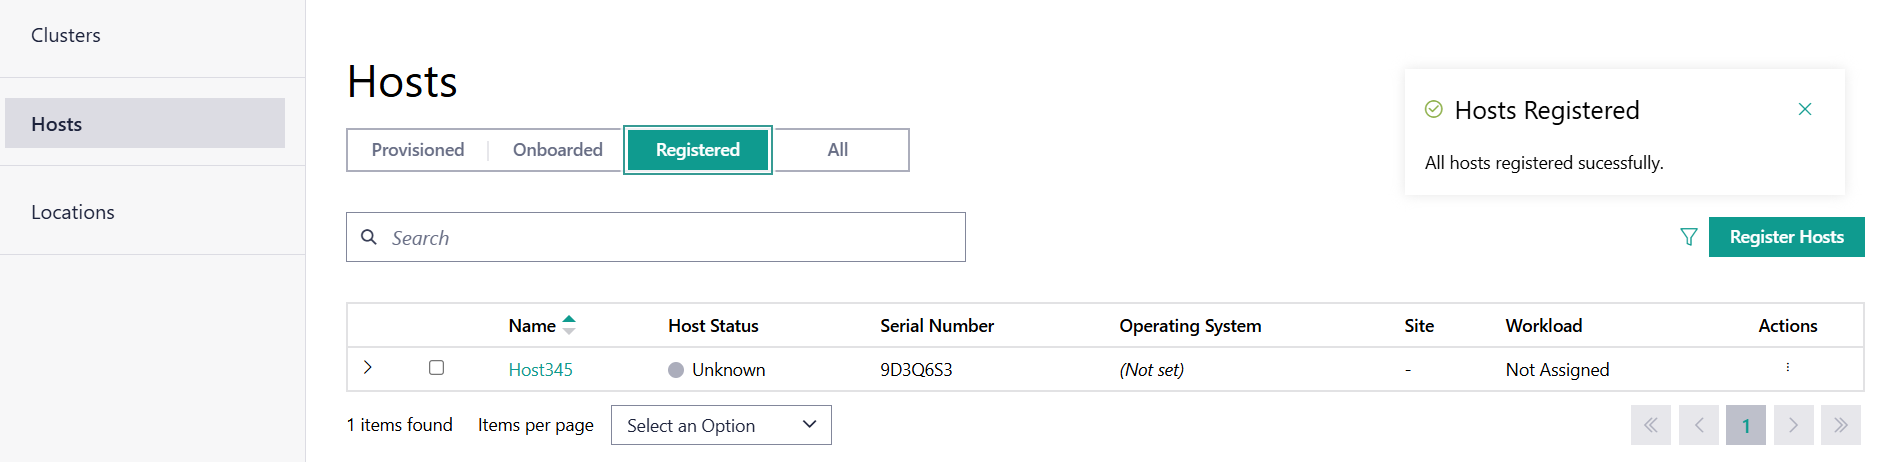 Clusters
Hosts
Locations
Hosts
Provisioned Onboarded Registered All
Hosts Registered
All hosts registered sucessfully.
Search
Register Hosts
Name Host Status Serial Number Operating System Site Workload Actions
Host345 Unknown 9D3Q6S3 (Not set) - Not Assigned
1 items found Items per page Select an Option 1